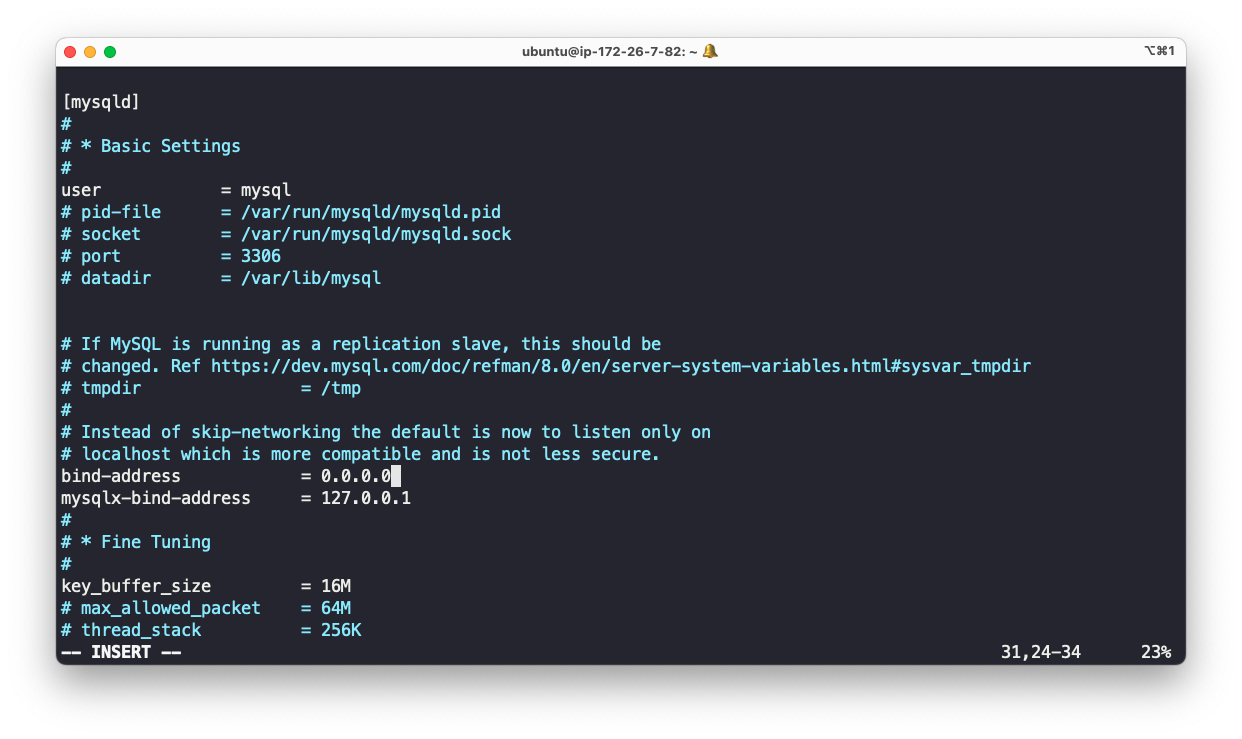 ubuntu@ip-172-26-7-82: ~ 🔔
⌥⌘1
[mysqld]
#
# * Basic Settings
#
user            = mysql
# pid-file      = /var/run/mysqld/mysqld.pid
# socket        = /var/run/mysqld/mysqld.sock
# port          = 3306
# datadir       = /var/lib/mysql
# If MySQL is running as a replication slave, this should be
# changed. Ref https://dev.mysql.com/doc/refman/8.0/en/server-system-variables.html#sysvar_tmpdir
# tmpdir                = /tmp
#
# Instead of skip-networking the default is now to listen only on
# localhost which is more compatible and is not less secure.
bind-address            = 0.0.0.0
mysqlx-bind-address     = 127.0.0.1
#
# * Fine Tuning
#
key_buffer_size         = 16M
# max_allowed_packet    = 64M
# thread_stack          = 256K
-- INSERT --                                                                                  31,24-34      23%